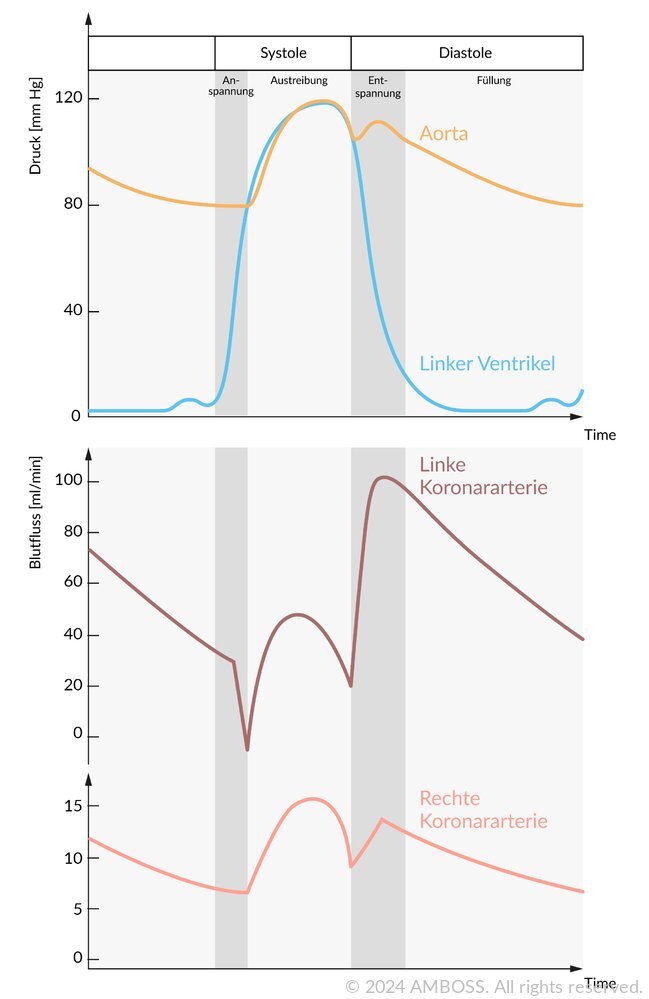 Systole
Diastole
An-
spannung
Austreibung
Ent-
spannung
Füllung
Druck [mm Hg]
120
80
40
0
Aorta
Linker Ventrikel
Time
Blutfluss [ml/min]
100
80
60
40
20
0
Linke
Koronararterie
15
10
5
0
Rechte
Koronararterie
Time
© 2024 AMBOSS. All rights reserved.